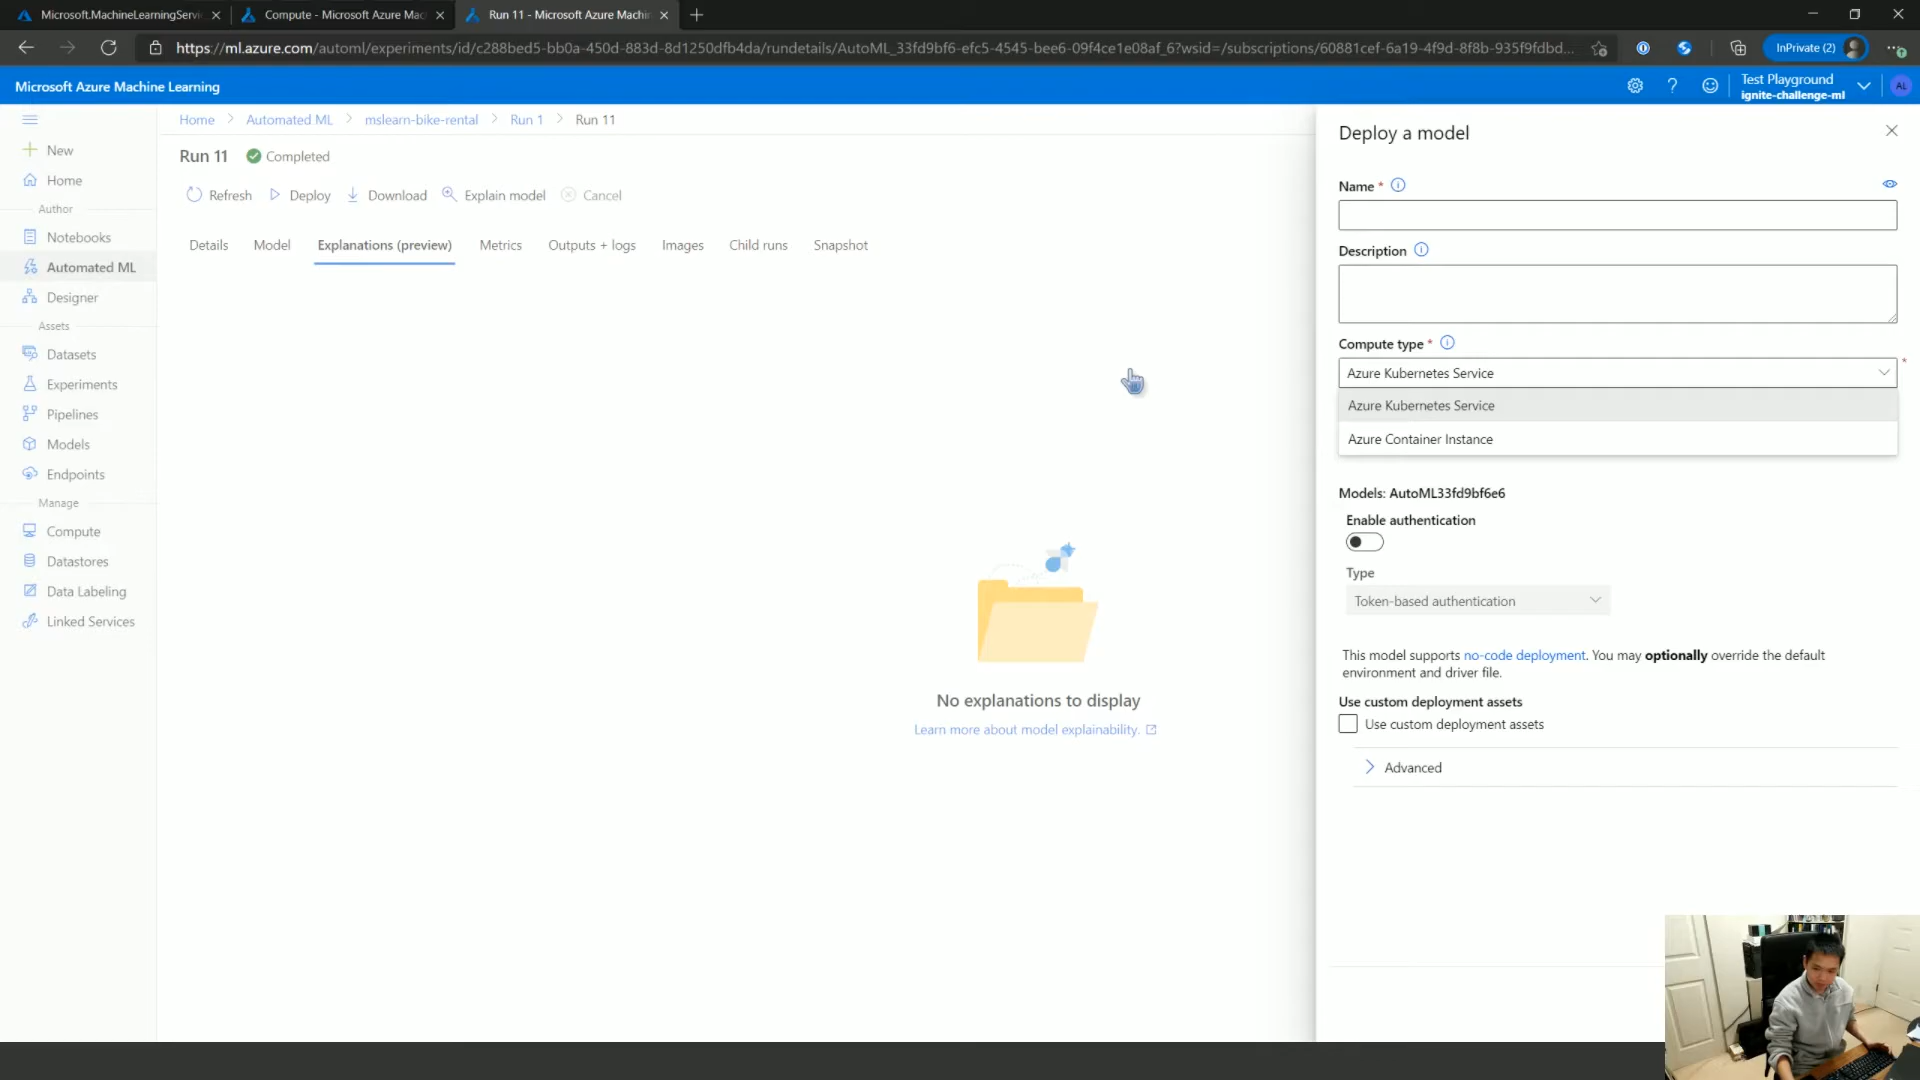 Microsoft.MachineLearningServi
Compute - Microsoft Azure Mac
Run 11 - Microsoft Azure Machin
https://ml.azure.com/automl/experiments/id/c288bed5-bb0a-450d-883d-8d1250dfb4da/rundetails/AutoML_33fd9bf6-efc5-4545-bee6-09f4ce1e08af_6?wsid=/subscriptions/60881cef-6a19-4f9d-8f8b-935f9fdbd...
InPrivate (2)
Microsoft Azure Machine Learning
Test Playground
ignite-challenge-ml
AL
New
Home
Author
Notebooks
Automated ML
Designer
Assets
Datasets
Experiments
Pipelines
Models
Endpoints
Manage
Compute
Datastores
Data Labeling
Linked Services
Home > Automated ML > mslearn-bike-rental > Run 1 > Run 11
Run 11 Completed
Refresh Deploy Download Explain model Cancel
Details Model Explanations (preview) Metrics Outputs + logs Images Child runs Snapshot
No explanations to display
Learn more about model explainability.
Deploy a model
Name *
Description
Compute type *
Azure Kubernetes Service
*
Azure Kubernetes Service
Azure Container Instance
Models: AutoML33fd9bf6e6
Enable authentication
Type
Token-based authentication
This model supports no-code deployment. You may optionally override the default
environment and driver file.
Use custom deployment assets
Use custom deployment assets
Advanced